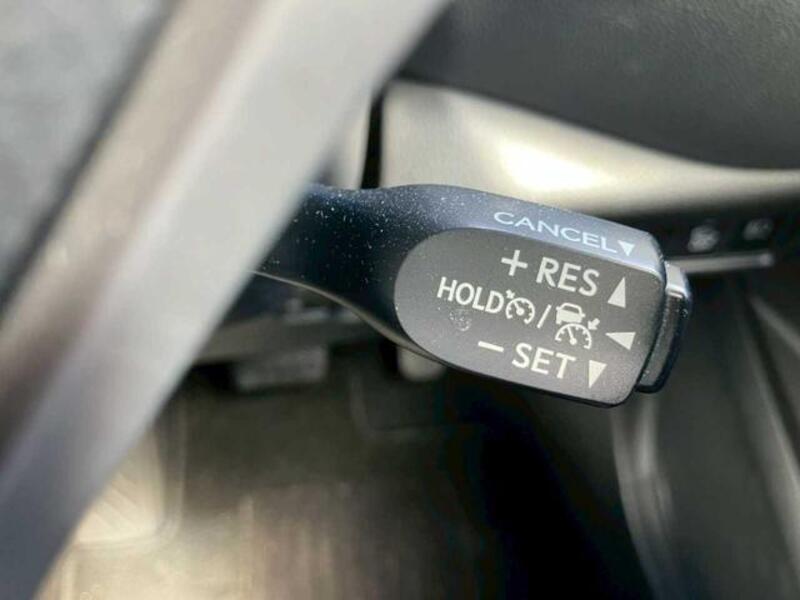 CANCEL▼
+ RES ▲
HOLD / ◀
− SET ▼